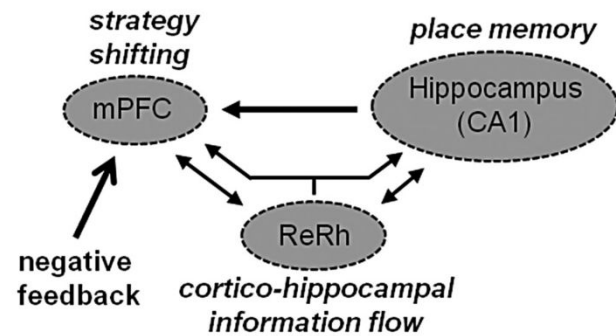 strategy
shifting
place memory
mPFC
Hippocampus
(CA1)
ReRh
negative
feedback
cortico-hippocampal
information flow